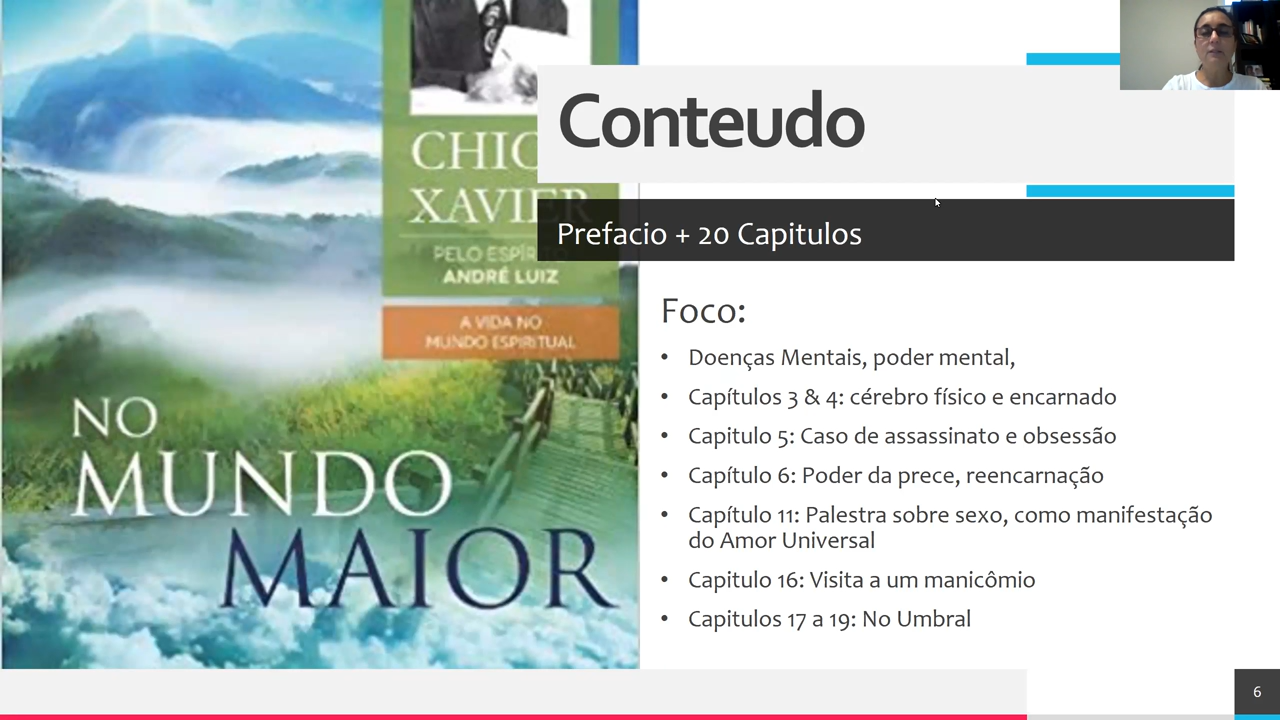 CHICO
XAVIER
PELO ESPÍRITO
ANDRÉ LUIZ
A VIDA NO
MUNDO ESPIRITUAL
NO
MUNDO
MAIOR
Conteudo
Prefacio + 20 Capitulos
Foco:
• Doenças Mentais, poder mental,
• Capítulos 3 & 4: cérebro físico e encarnado
• Capitulo 5: Caso de assassinato e obsessão
• Capítulo 6: Poder da prece, reencarnação
• Capítulo 11: Palestra sobre sexo, como manifestação
do Amor Universal
• Capitulo 16: Visita a um manicômio
• Capitulos 17 a 19: No Umbral
6